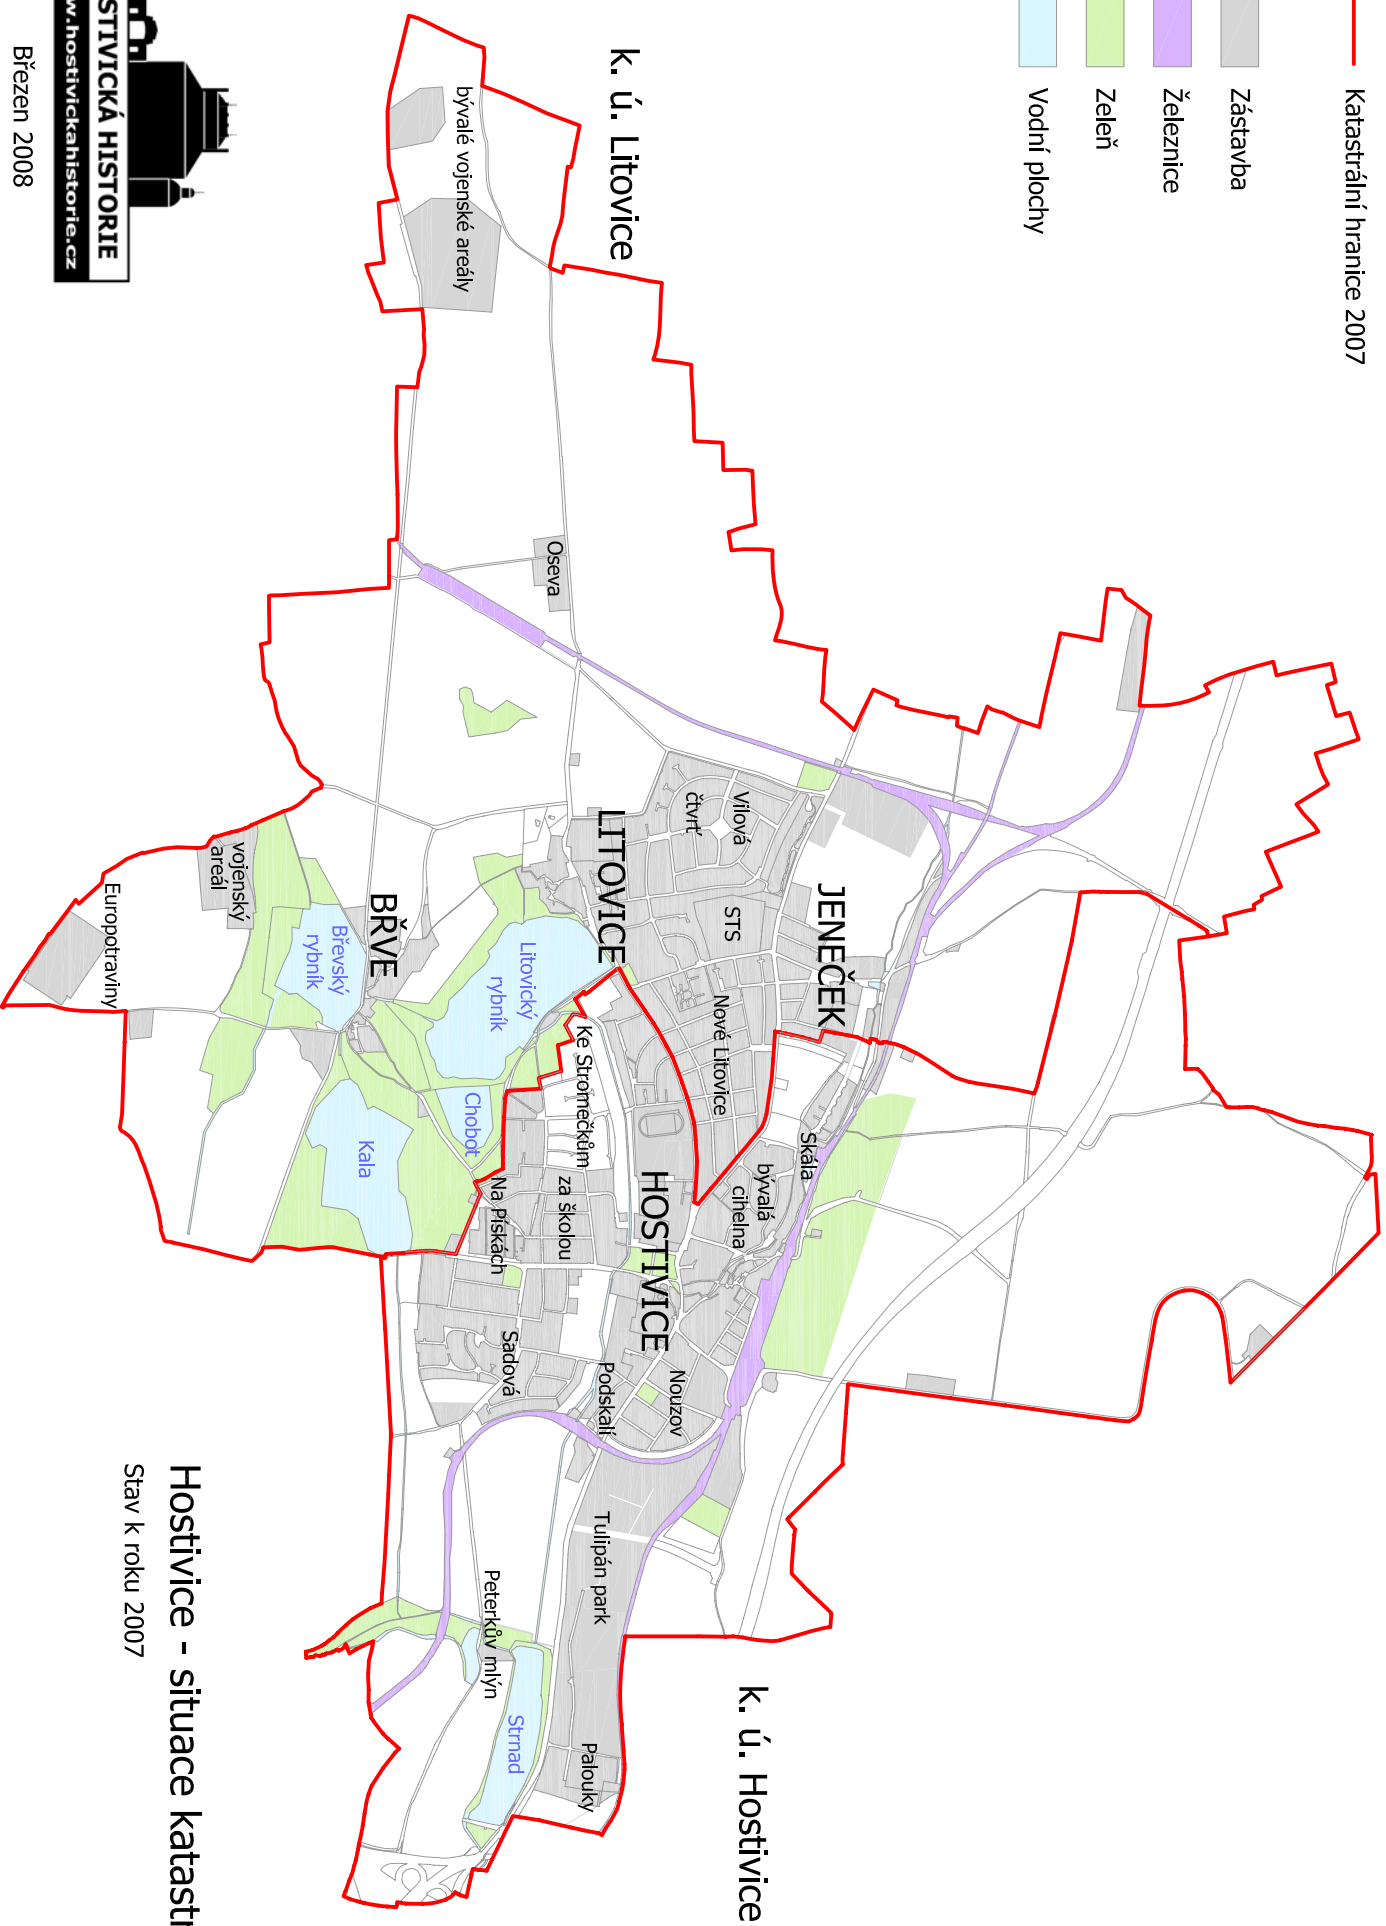 Katastrální hranice 2007
Zástavba
Železnice
Zeleň
Vodní plochy
k. ú. Litovice
bývalé vojenské areály
Oseva
Vilová
čtvrť
STS
JENEČEK
LITOVICE
Nové Litovice
Litovický
rybník
BŘVE
Břevský
rybník
vojenský
areál
Europotraviny
Ke Stromečkům
Chobot
Kala
Skála
bývalá
cihelna
HOSTIVICE
za školou
Na Pískách
Sadová
Podskalí
Nouzov
Tulipán park
Peterkův mlýn
Strnad
Palouky
k. ú. Hostivice
Hostivice - situace katastr
Stav k roku 2007
STIVICKÁ HISTORIE
w.hostivickahistorie.cz
Březen 2008